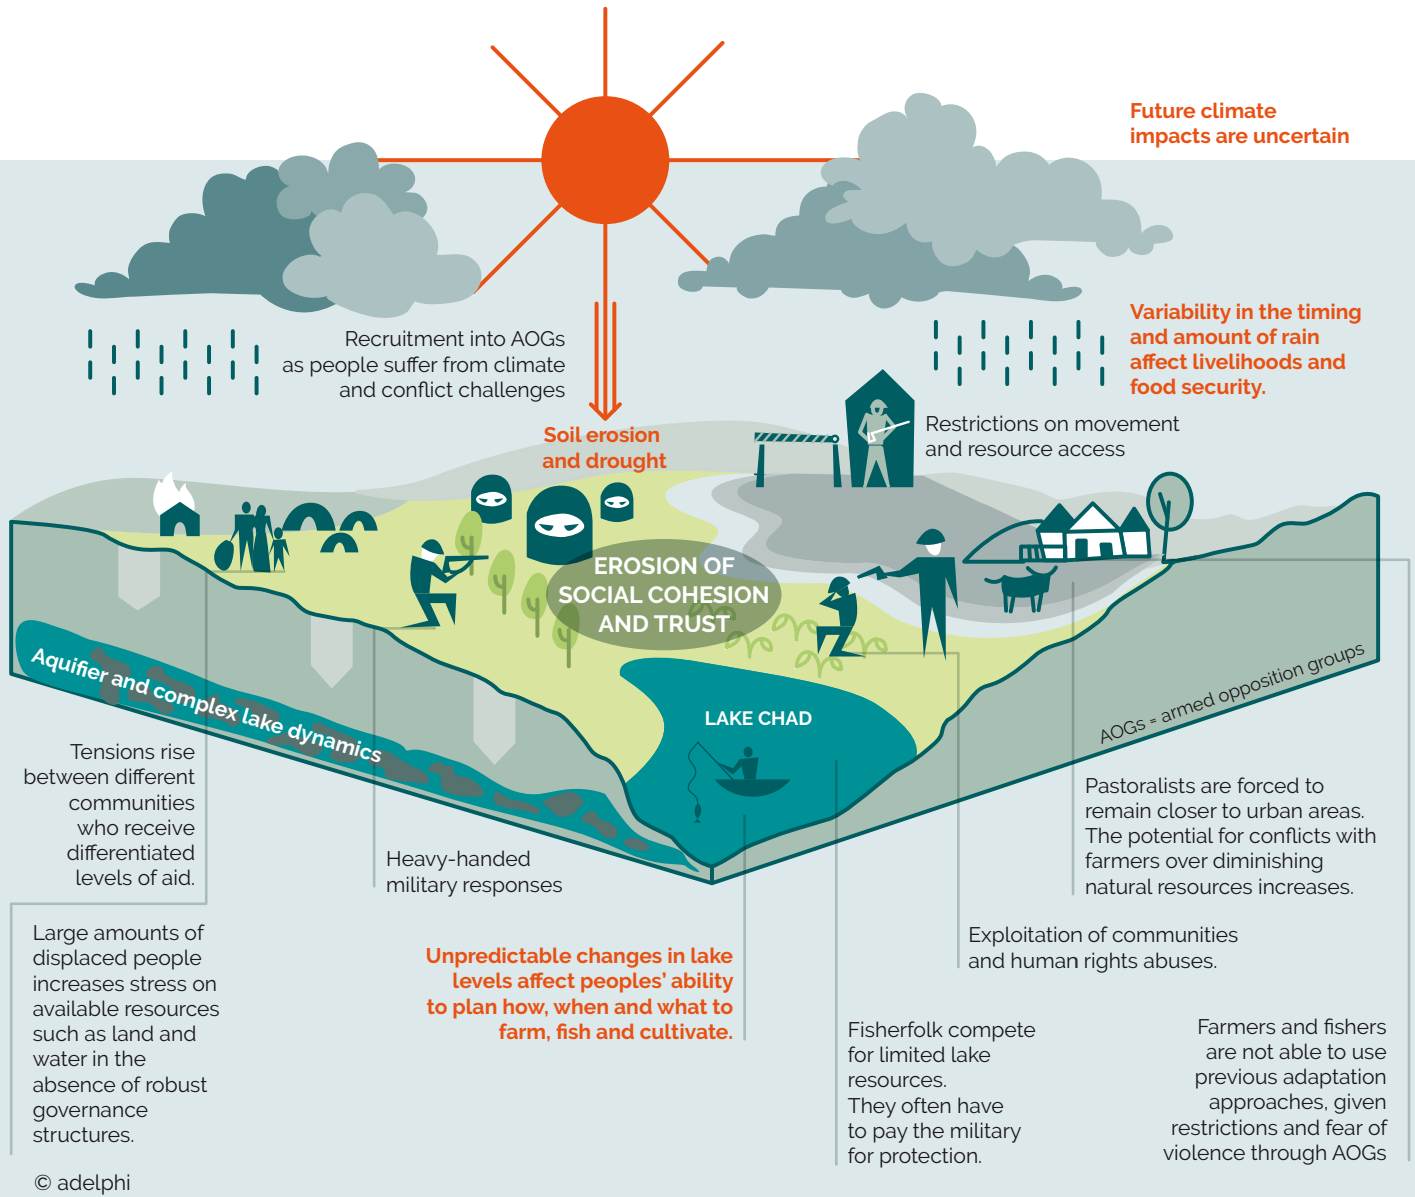 Future climate
impacts are uncertain
Variability in the timing
and amount of rain
affect livelihoods and
food security.
Recruitment into AOGs
as people suffer from climate
and conflict challenges
Soil erosion
and drought
Restrictions on movement
and resource access
EROSION OF
SOCIAL COHESION
AND TRUST
Aquifier and complex lake dynamics
LAKE CHAD
AOGs = armed opposition groups
Tensions rise
between different
communities
who receive
differentiated
levels of aid.
Heavy-handed
military responses
Pastoralists are forced to
remain closer to urban areas.
The potential for conflicts with
farmers over diminishing
natural resources increases.
Large amounts of
displaced people
increases stress on
available resources
such as land and
water in the
absence of robust
governance
structures.
Unpredictable changes in lake
levels affect peoples’ ability
to plan how, when and what to
farm, fish and cultivate.
Exploitation of communities
and human rights abuses.
Fisherfolk compete
for limited lake
resources.
They often have
to pay the military
for protection.
Farmers and fishers
are not able to use
previous adaptation
approaches, given
restrictions and fear of
violence through AOGs
© adelphi